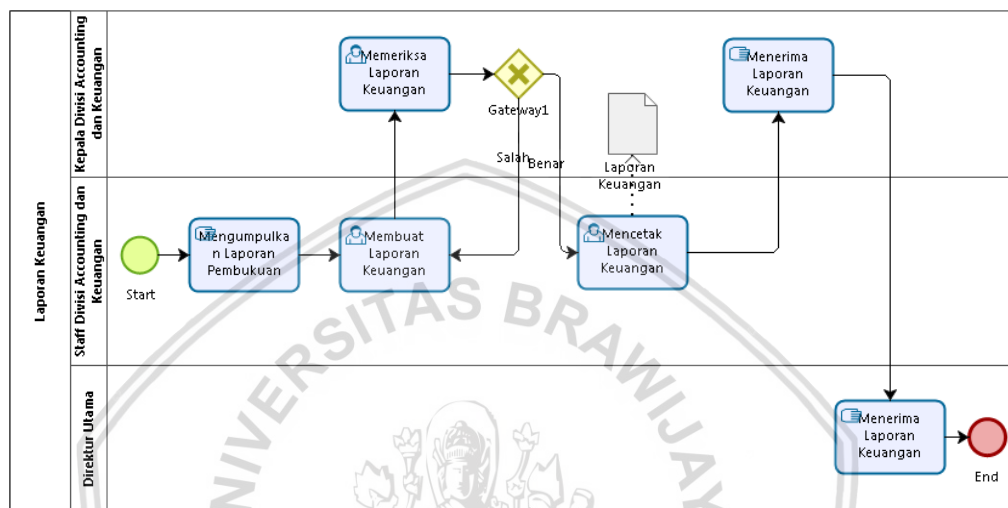 Laporan Keuangan
Kepala Divisi Accounting
dan Keuangan
Memeriksa
Laporan
Keuangan
Gateway1
Salah
Benar
Laporan
Keuangan
Menerima
Laporan
Keuangan
Staff Divisi Accounting dan
Keuangan
Start
Mengumpulka
n Laporan
Pembukuan
Membuat
Laporan
Keuangan
Mencetak
Laporan
Keuangan
Direktur Utama
Menerima
Laporan
Keuangan
End
UNIVERSITAS BRAWIJAYA